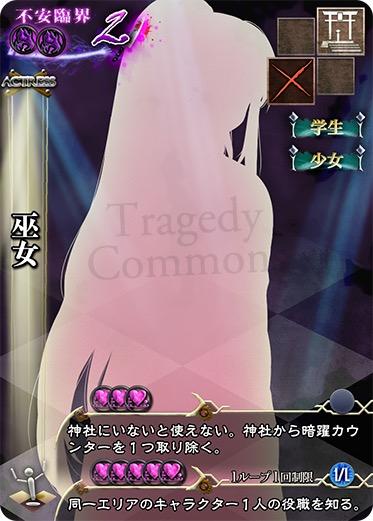 不安臨界
2
ACTRESS
学生
少女
巫女
Tragedy
Common
神社にいないと使えない。神社から暗躍カウ
ンターを１つ取り除く。
1ループ1回制限
1/L
同一エリアのキャラクター１人の役職を知る。